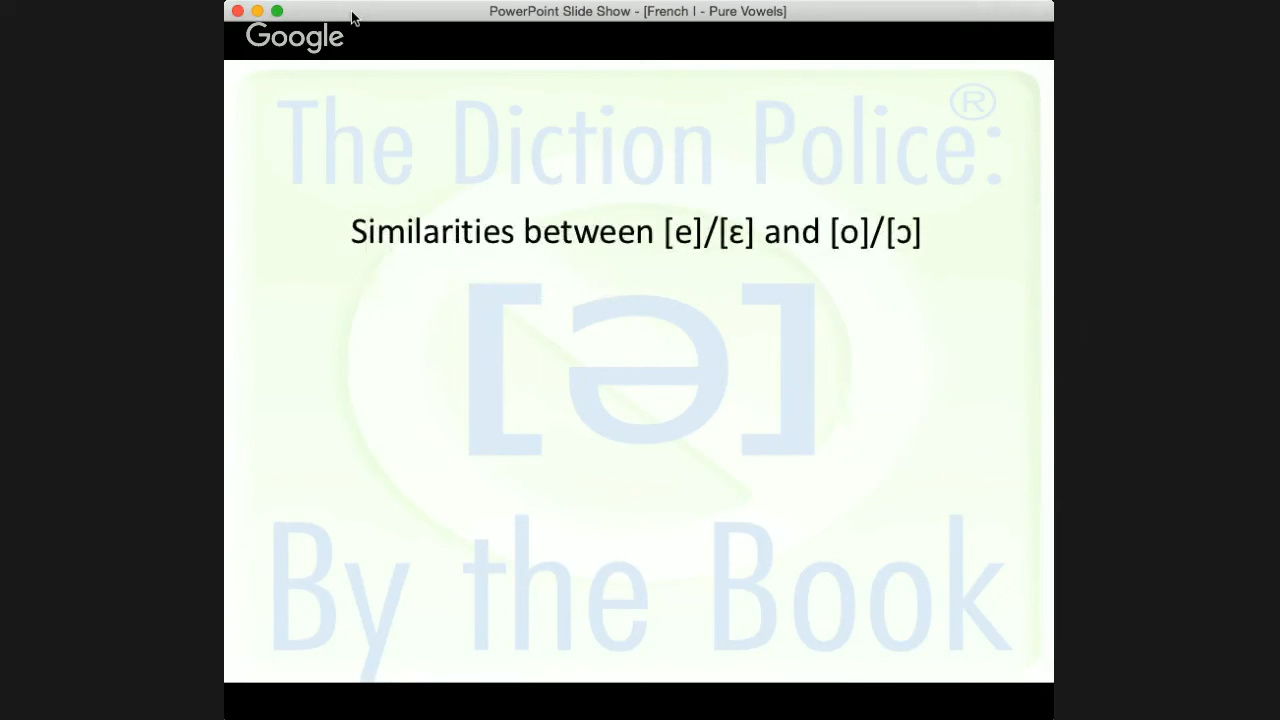 PowerPoint Slide Show - [French I - Pure Vowels]
Google
The Diction Police®:
Similarities between [e]/[ɛ] and [o]/[ɔ]
[ə]
By the Book